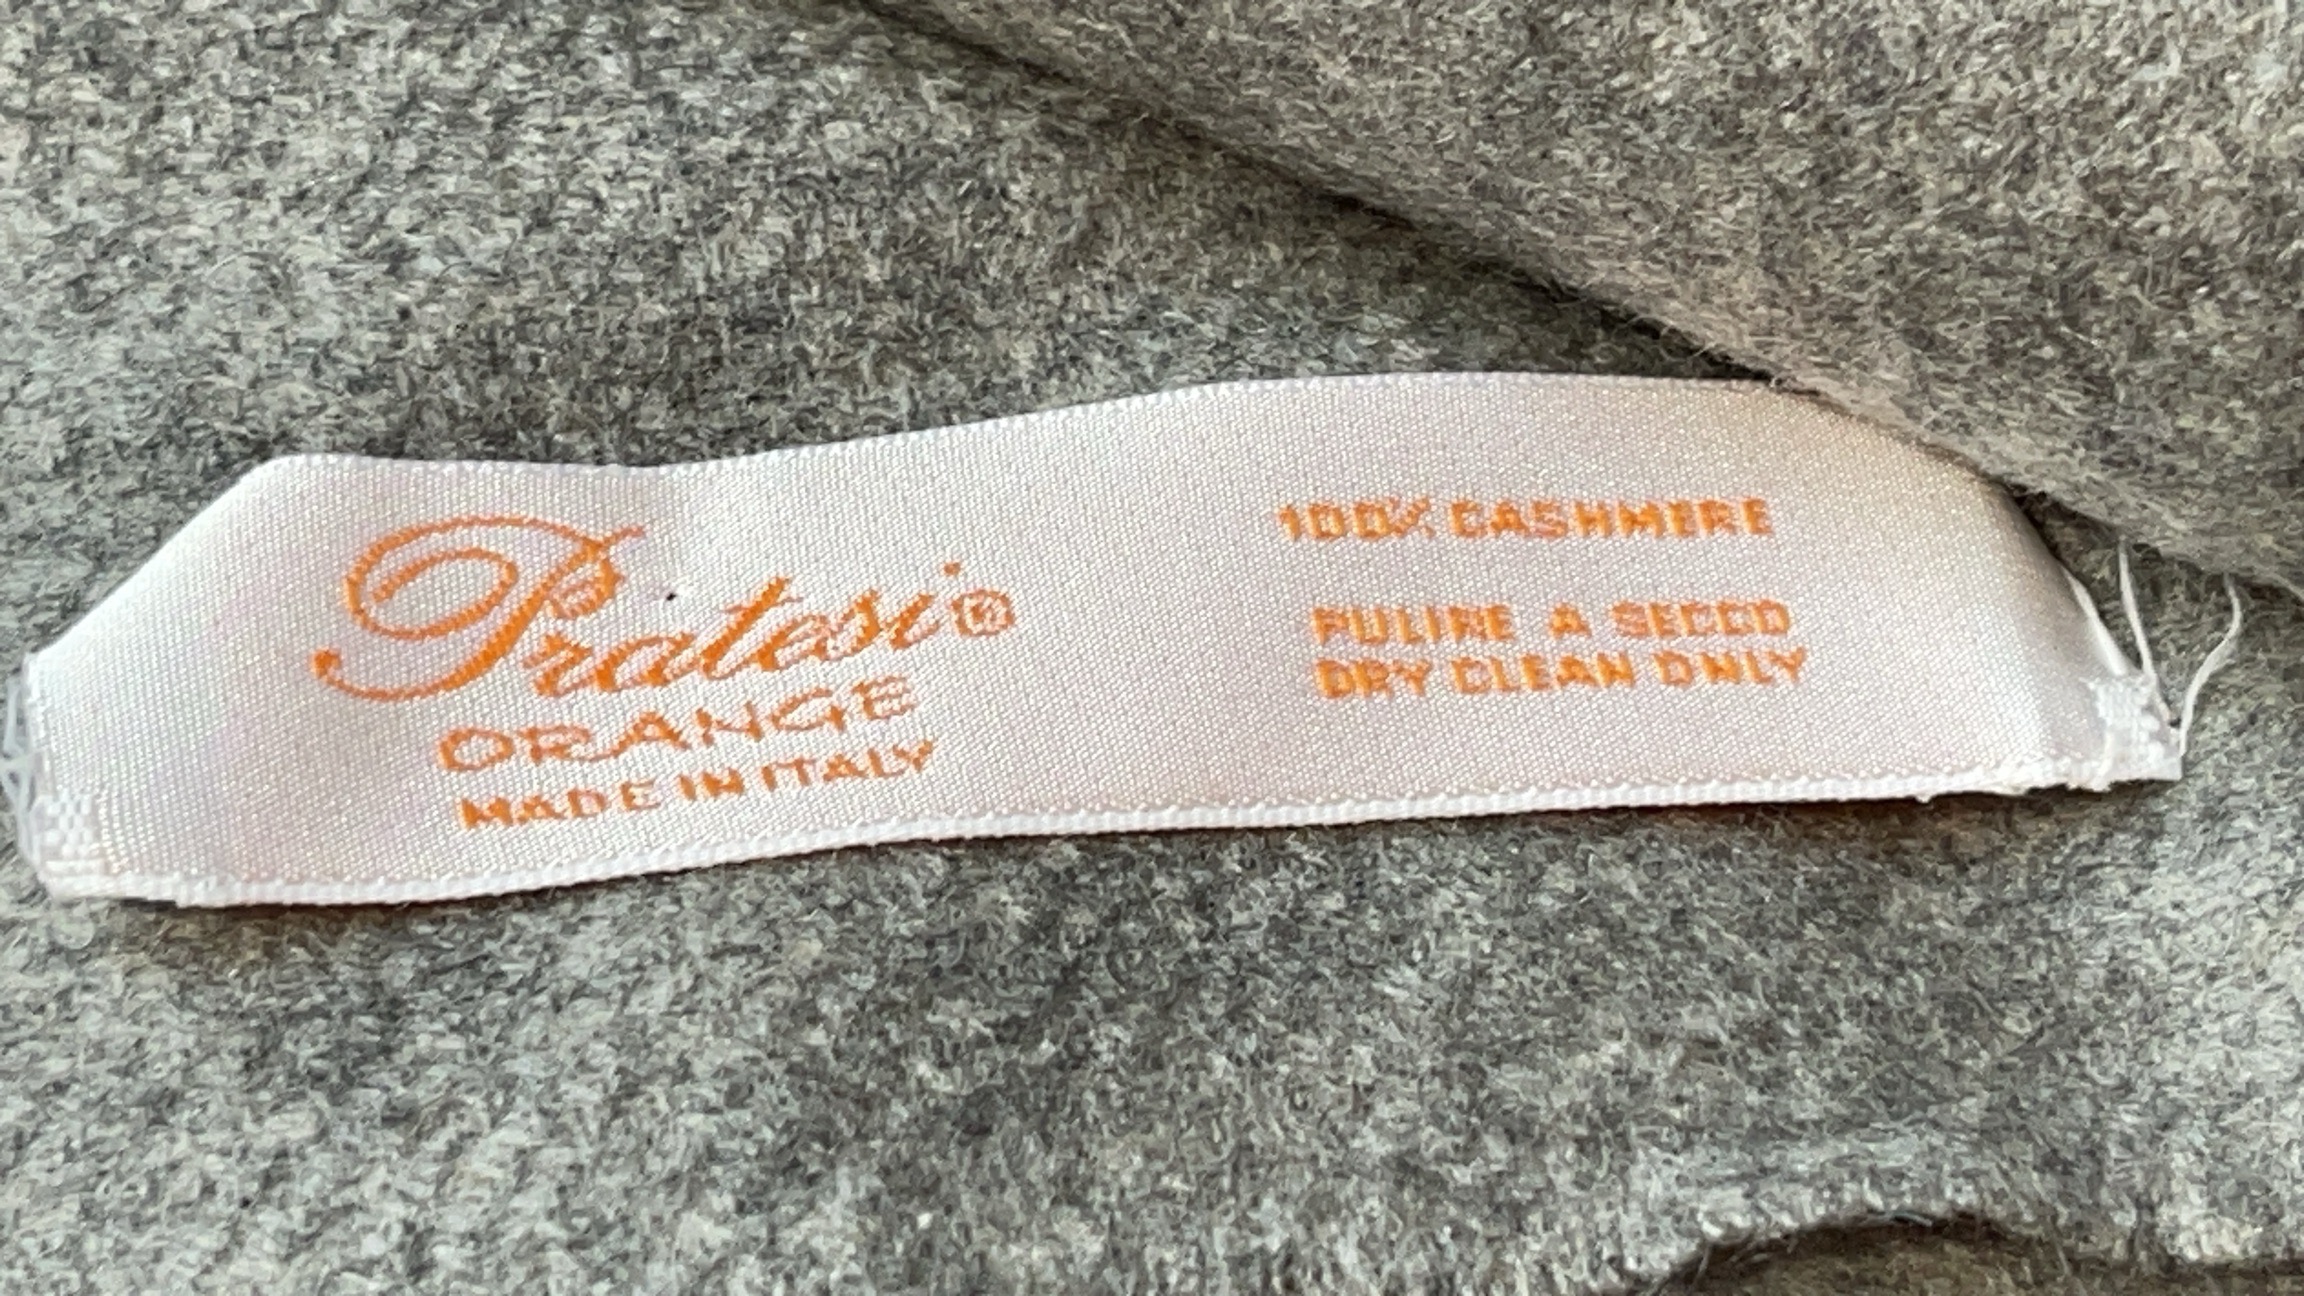 Pratesi®
ORANGE
MADE IN ITALY
100% CASHMERE
PULIRE A SECCO
DRY CLEAN ONLY